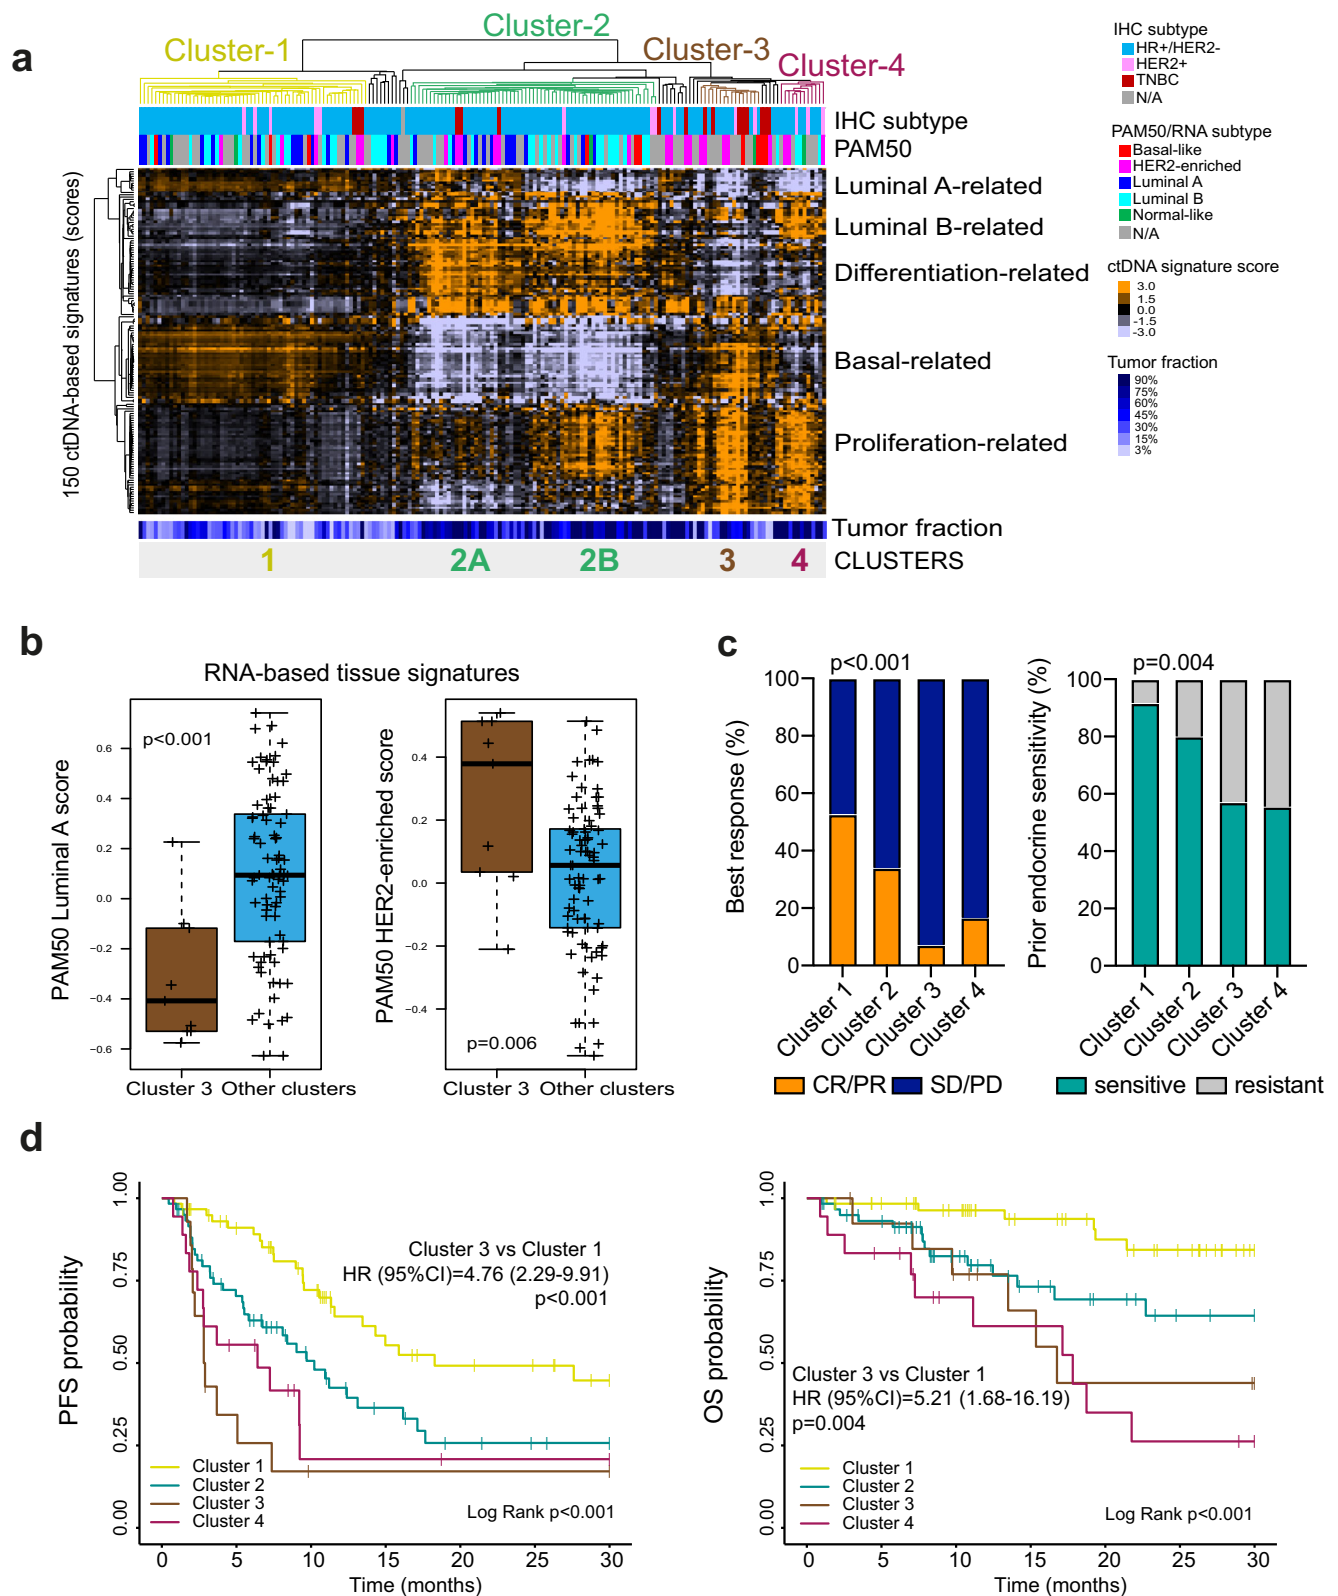 a
Cluster-1
Cluster-2
Cluster-3
Cluster-4
IHC subtype
HR+/HER2-
HER2+
TNBC
N/A
IHC subtype
PAM50
PAM50/RNA subtype
Basal-like
HER2-enriched
Luminal A
Luminal B
Normal-like
N/A
150 ctDNA-based signatures (scores)
Luminal A-related
Luminal B-related
Differentiation-related
Basal-related
Proliferation-related
ctDNA signature score
3.0
1.5
0.0
-1.5
-3.0
Tumor fraction
90%
75%
60%
45%
30%
15%
3%
Tumor fraction
1 2A 2B 3 4 CLUSTERS
b
RNA-based tissue signatures
PAM50 Luminal A score
0.6
0.4
0.2
0.0
−0.2
−0.4
−0.6
p<0.001
Cluster 3 Other clusters
PAM50 HER2-enriched score
0.4
0.2
0.0
−0.2
−0.4
p=0.006
Cluster 3 Other clusters
c
p<0.001
Best response (%)
100
80
60
40
20
0
Cluster 1
Cluster 2
Cluster 3
Cluster 4
CR/PR SD/PD
p=0.004
Prior endocrine sensitivity (%)
100
80
60
40
20
0
Cluster 1
Cluster 2
Cluster 3
Cluster 4
sensitive resistant
d
PFS probability
1.00
0.75
0.50
0.25
0.00
Cluster 3 vs Cluster 1
HR (95%CI)=4.76 (2.29-9.91)
p<0.001
Cluster 1
Cluster 2
Cluster 3
Cluster 4
Log Rank p<0.001
0 5 10 15 20 25 30
Time (months)
OS probability
1.00
0.75
0.50
0.25
0.00
Cluster 3 vs Cluster 1
HR (95%CI)=5.21 (1.68-16.19)
p=0.004
Cluster 1
Cluster 2
Cluster 3
Cluster 4
Log Rank p<0.001
0 5 10 15 20 25 30
Time (months)